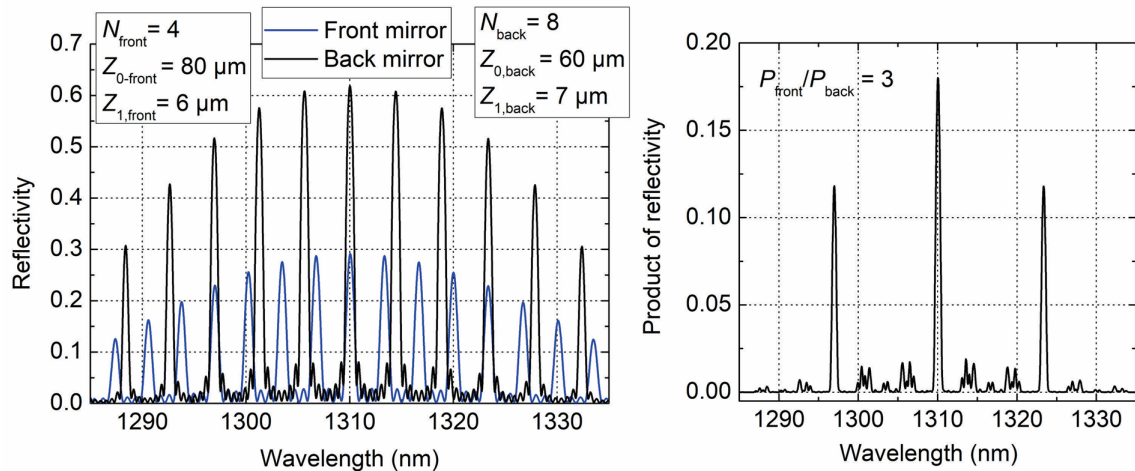 N_front = 4
Z_0-front = 80 µm
Z_1,front = 6 µm
Front mirror
Back mirror
N_back = 8
Z_0,back = 60 µm
Z_1,back = 7 µm
0.7
0.6
0.5
0.4
0.3
0.2
0.1
0.0
Reflectivity
1290 1300 1310 1320 1330
Wavelength (nm)
P_front/P_back = 3
0.20
0.15
0.10
0.05
0.00
Product of reflectivity
1290 1300 1310 1320 1330
Wavelength (nm)